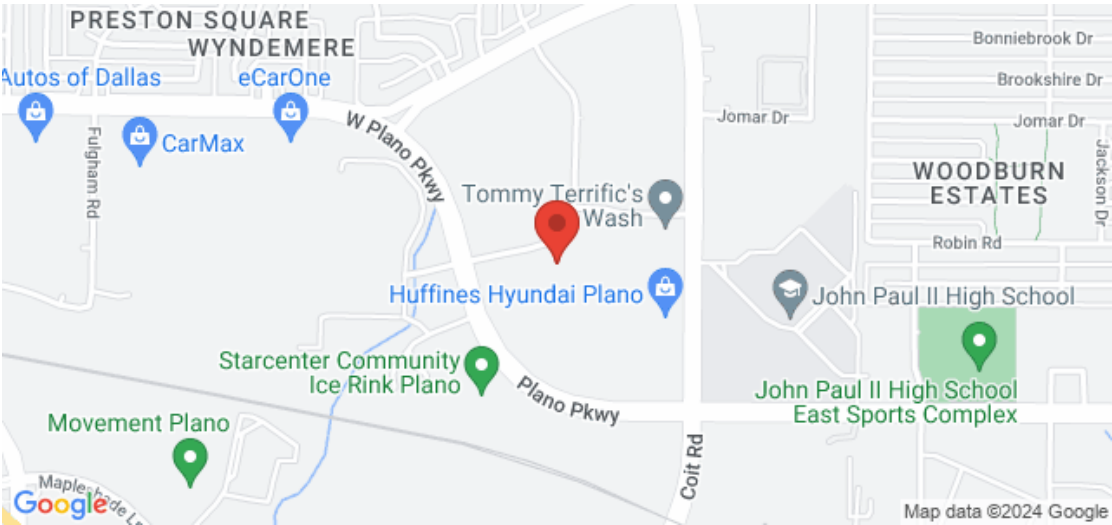 PRESTON SQUARE
WYNDEMERE
Bonniebrook Dr
Autos of Dallas
eCarOne
Brookshire Dr
Jomar Dr
Jomar Dr
W Plano Pkwy
CarMax
Fulgham Rd
Jackson Dr
WOODBURN
ESTATES
Tommy Terrific's
Wash
Robin Rd
Huffines Hyundai Plano
John Paul II High School
Starcenter Community
Ice Rink Plano
Plano Pkwy
John Paul II High School
East Sports Complex
Movement Plano
Coit Rd
Mapleshade Ln
Google
Map data ©2024 Google